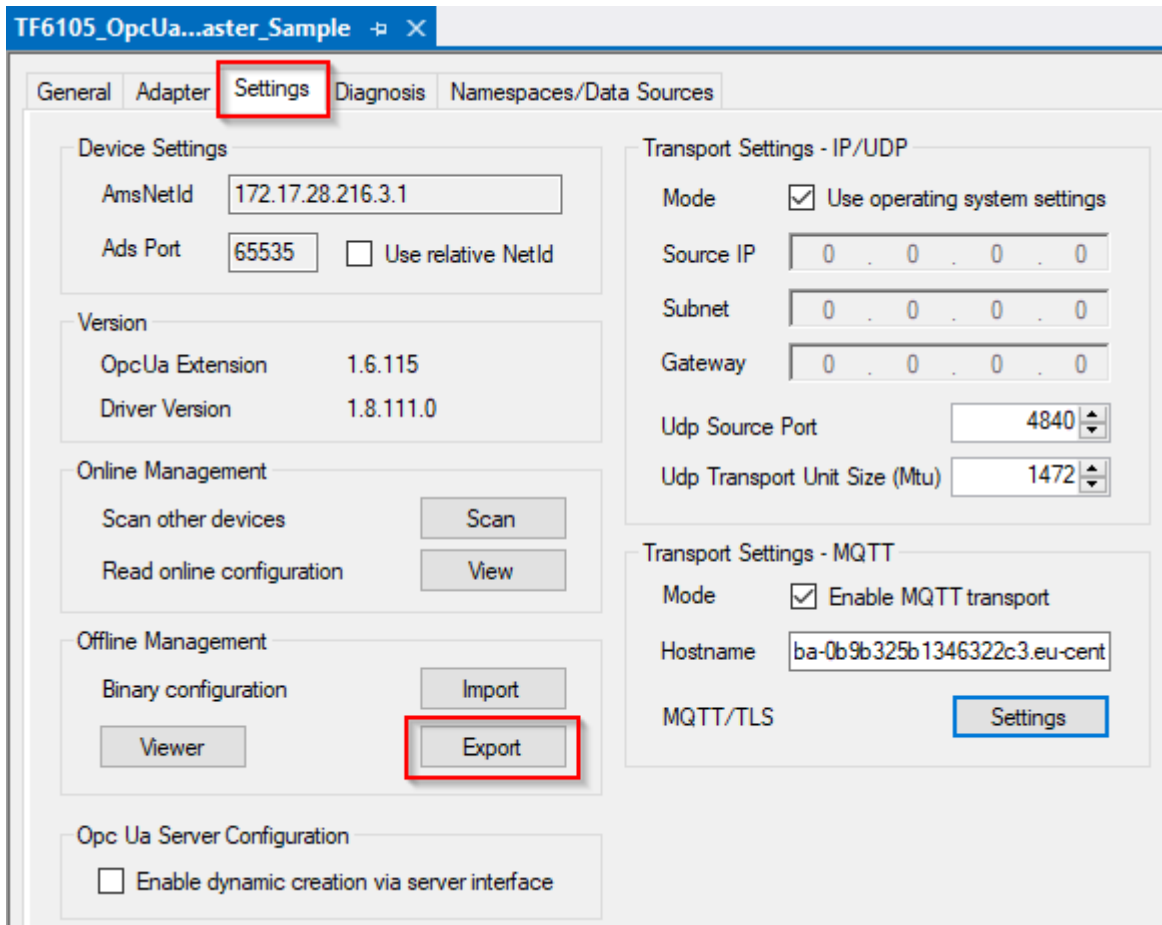 TF6105_OpcUa...aster_Sample
General Adapter Settings Diagnosis Namespaces/Data Sources
Device Settings
AmsNetId 172.17.28.216.3.1
Ads Port 65535 Use relative NetId
Version
OpcUa Extension 1.6.115
Driver Version 1.8.111.0
Online Management
Scan other devices Scan
Read online configuration View
Offline Management
Binary configuration Import
Viewer Export
Opc Ua Server Configuration
Enable dynamic creation via server interface
Transport Settings - IP/UDP
Mode Use operating system settings
Source IP 0 . 0 . 0 . 0
Subnet 0 . 0 . 0 . 0
Gateway 0 . 0 . 0 . 0
Udp Source Port 4840
Udp Transport Unit Size (Mtu) 1472
Transport Settings - MQTT
Mode Enable MQTT transport
Hostname ba-0b9b325b1346322c3.eu-cent
MQTT/TLS Settings